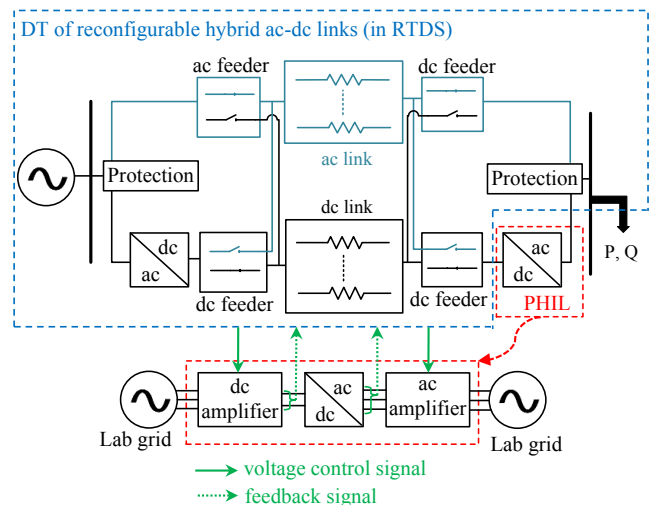 DT of reconfigurable hybrid ac-dc links (in RTDS)
ac feeder
dc feeder
ac link
Protection
Protection
dc link
dc
ac
dc feeder
dc feeder
ac
dc
P, Q
PHIL
dc
amplifier
ac
dc
ac
amplifier
Lab grid
Lab grid
voltage control signal
feedback signal